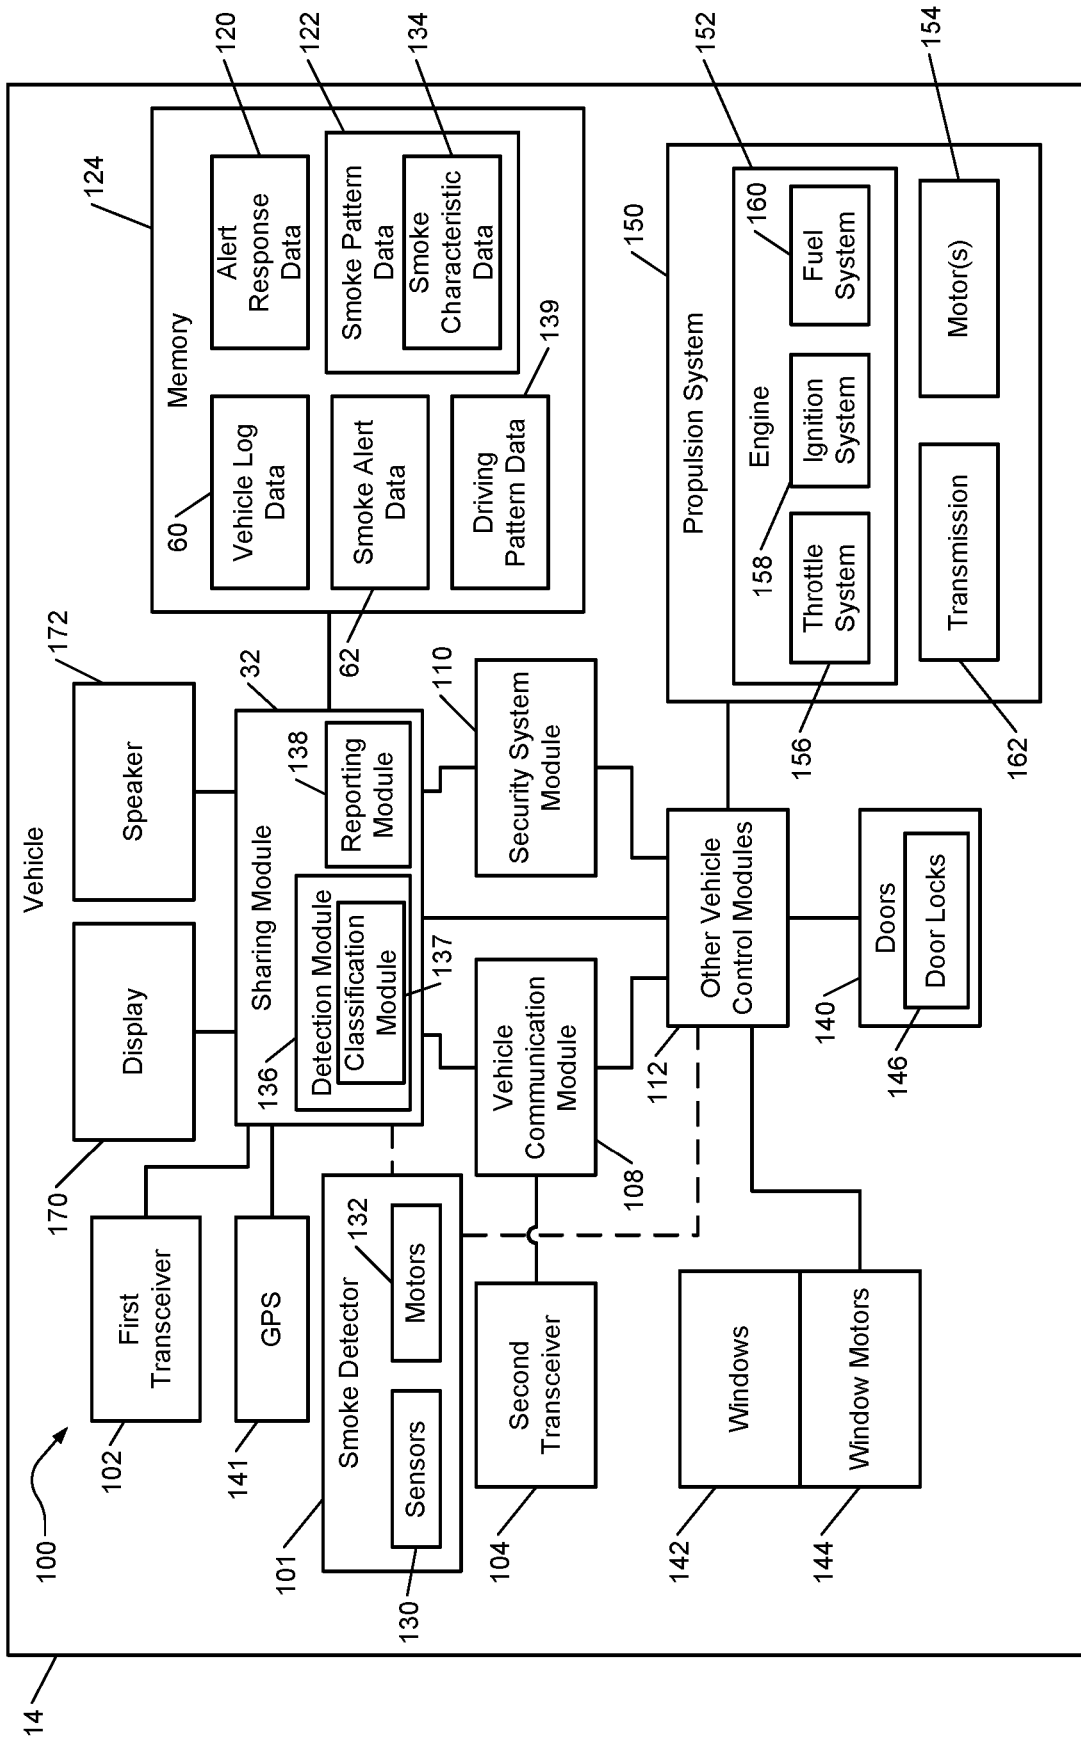 14
100
Vehicle
102
First
Transceiver
170
Display
Speaker
172
141
GPS
Sharing Module
32
136
Detection Module
Classification
Module
137
138
Reporting
Module
101
Smoke Detector
130
Sensors
132
Motors
124
Memory
60
Vehicle Log
Data
Alert
Response
Data
120
62
Smoke Alert
Data
Smoke Pattern
Data
122
Smoke
Characteristic
Data
134
Driving
Pattern Data
139
104
Second
Transceiver
Vehicle
Communication
Module
108
Security System
Module
110
142
Windows
144
Window Motors
112
Other Vehicle
Control Modules
140
Doors
146
Door Locks
150
Propulsion System
152
Engine
156
Throttle
System
158
Ignition
System
160
Fuel
System
162
Transmission
Motor(s)
154